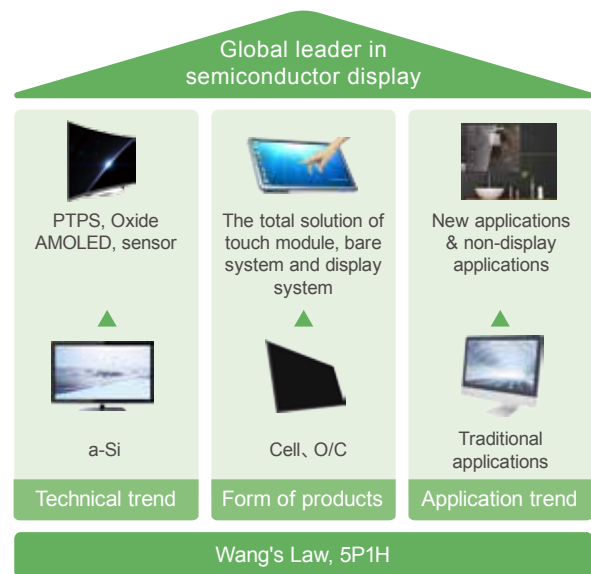 Global leader in
semiconductor display
PTPS, Oxide
AMOLED, sensor
a-Si
Technical trend
The total solution of
touch module, bare
system and display
system
Cell、O/C
Form of products
New applications
& non-display
applications
Traditional
applications
Application trend
Wang's Law, 5P1H